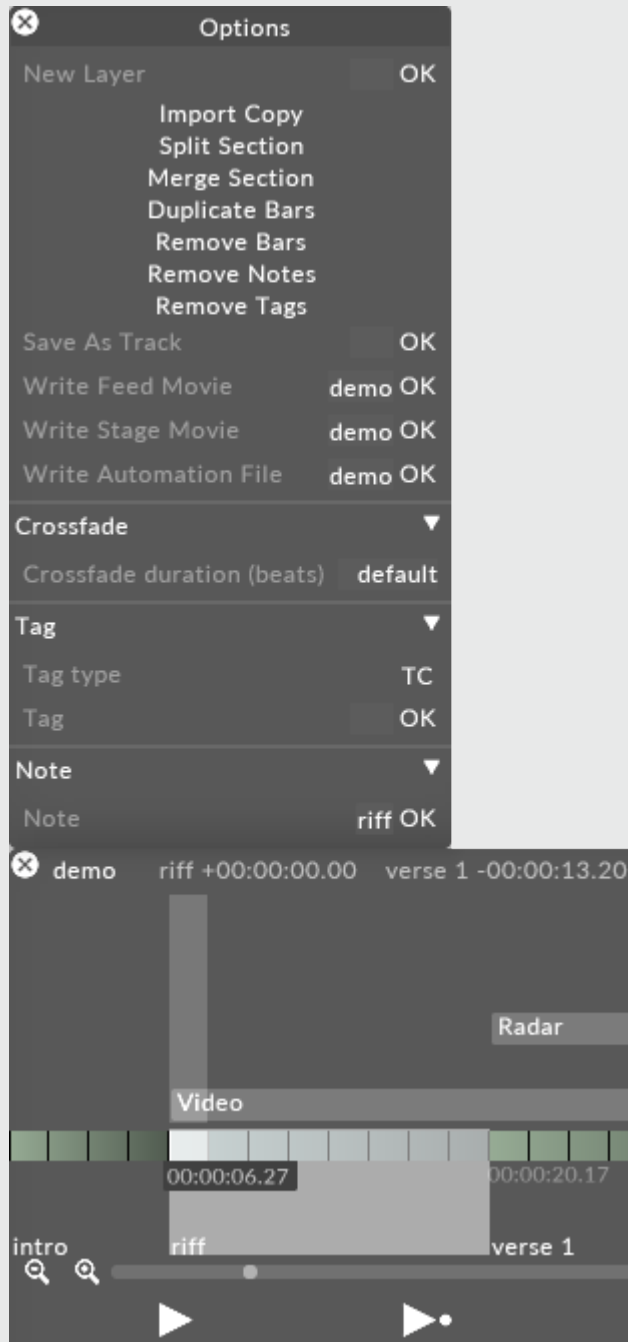 Options
New Layer OK
Import Copy
Split Section
Merge Section
Duplicate Bars
Remove Bars
Remove Notes
Remove Tags
Save As Track OK
Write Feed Movie demo OK
Write Stage Movie demo OK
Write Automation File demo OK
Crossfade
Crossfade duration (beats) default
Tag
Tag type TC
Tag OK
Note
Note riff OK
demo riff +00:00:00.00 verse 1 -00:00:13.20
Radar
Video
00:00:06.27 00:00:20.17
intro riff verse 1